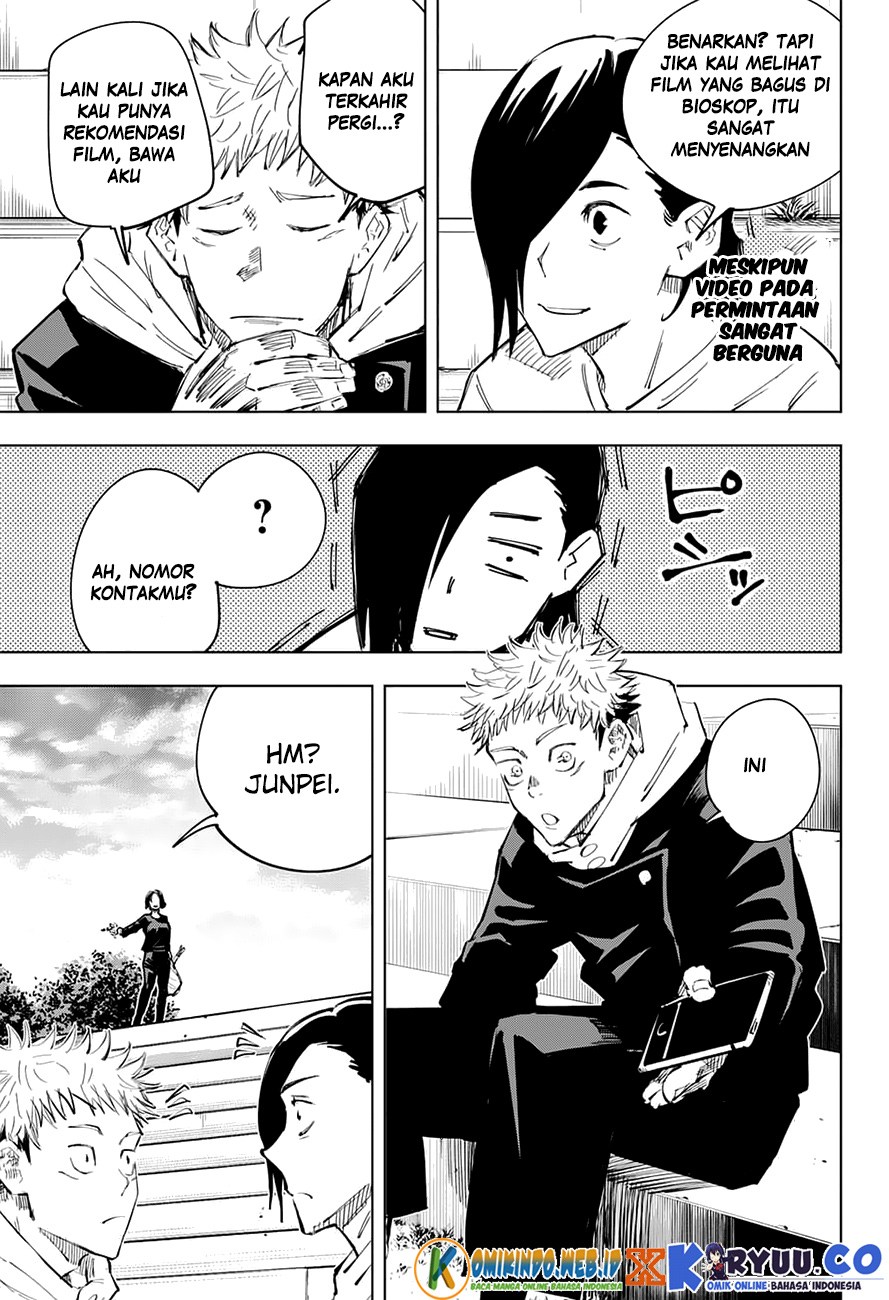 BENARKAN? TAPI
JIKA KAU MELIHAT
FILM YANG BAGUS DI
BIOSKOP, ITU
SANGAT
MENYENANGKAN
MESKIPUN
VIDEO PADA
PERMINTAAN
SANGAT
BERGUNA
KAPAN AKU
TERKAHIR
PERGI...?
LAIN KALI JIKA
KAU PUNYA
REKOMENDASI
FILM, BAWA
AKU
ピシッ
?
AH, NOMOR
KONTAKMU?
INI
HM?
JUNPEI.
KOMIKINDO.WEB.ID
BACA MANGA ONLINE BAHASA INDONESIA
X
KORYUU.CO
OMIK ONLINE BAHASA INDONESIA